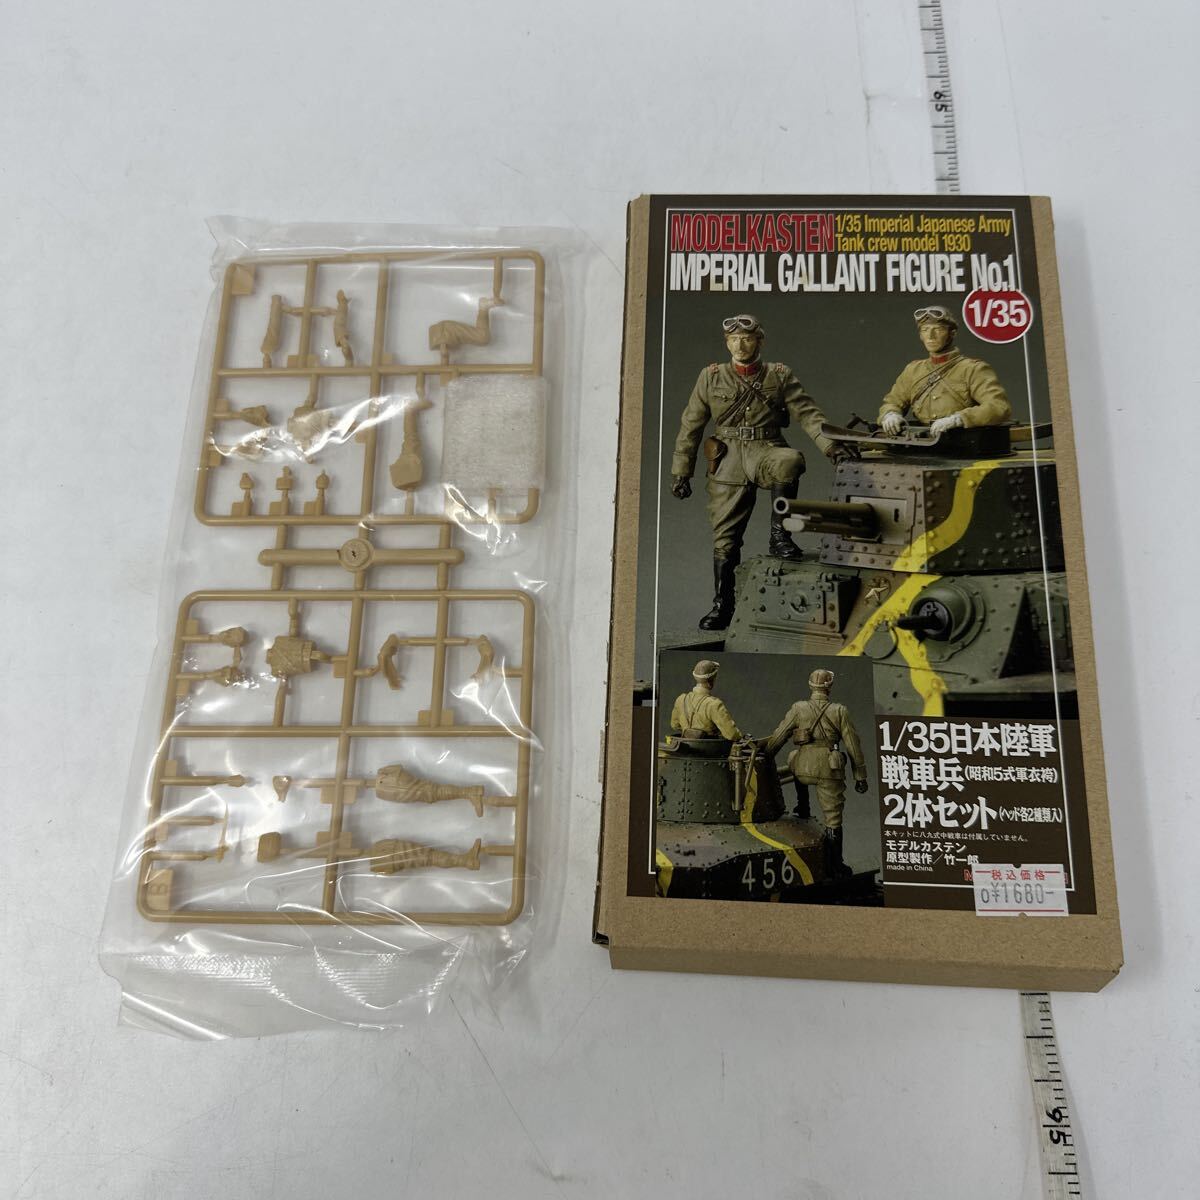 MODELKASTEN
1/35 Imperial Japanese Army
Tank crew model 1930
IMPERIAL GALLANT FIGURE No.1
1/35
456
1/35日本陸軍
戦車兵(昭和5式軍衣袴)
2体セット(ヘッド各2種類入)
本キットに八九式中戦車は付属していません。
モデルカステン
原型製作/竹一郎
made in China
税込価格
¥1680-
B
95
95